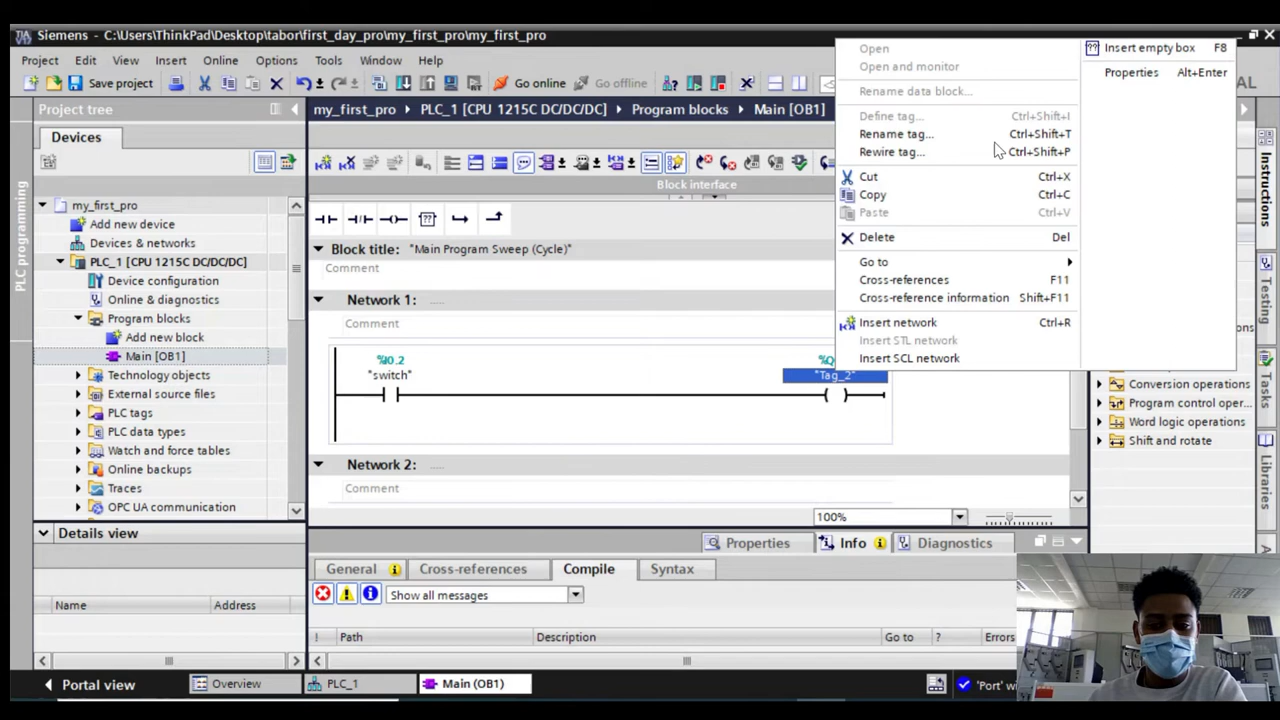 Siemens - C:\Users\ThinkPad\Desktop\tabor\first_day_pro\my_first_pro\my_first_pro
Project Edit View Insert Online Options Tools Window Help
Save project Go online Go offline
Project tree
my_first_pro PLC_1 [CPU 1215C DC/DC/DC] Program blocks Main [OB1]
Devices
PLC programming
Block interface
my_first_pro
Add new device
Devices & networks
PLC_1 [CPU 1215C DC/DC/DC]
Device configuration
Online & diagnostics
Program blocks
Add new block
Main [OB1]
Technology objects
External source files
PLC tags
PLC data types
Watch and force tables
Online backups
Traces
OPC UA communication
Details view
Name Address
Block title: "Main Program Sweep (Cycle)"
Comment
Network 1: .....
Comment
%I0.2
"switch"
"Tag_2"
Network 2: .....
Comment
100%
Open
Open and monitor
Rename data block...
Define tag... Ctrl+Shift+I
Rename tag... Ctrl+Shift+T
Rewire tag... Ctrl+Shift+P
Cut Ctrl+X
Copy Ctrl+C
Paste Ctrl+V
Delete Del
Go to
Cross-references F11
Cross-reference information Shift+F11
Insert network Ctrl+R
Insert STL network
Insert SCL network
?? Insert empty box F8
Properties Alt+Enter
Instructions
Testing
Tasks
Libraries
Conversion operations
Program control oper...
Word logic operations
Shift and rotate
Properties Info Diagnostics
General Cross-references Compile Syntax
Show all messages
! Path Description Go to ? Errors
Portal view Overview PLC_1 Main (OB1)